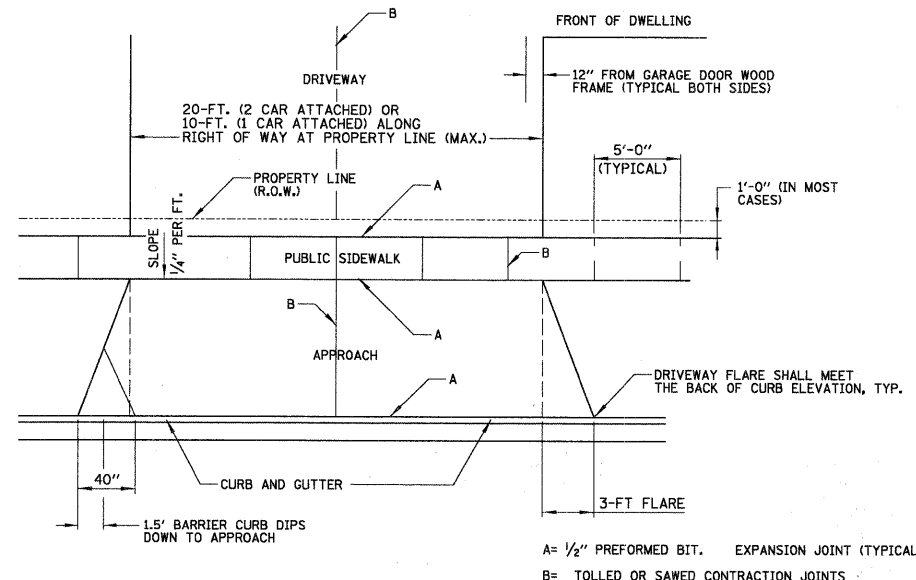 B
FRONT OF DWELLING
DRIVEWAY
12" FROM GARAGE DOOR WOOD
FRAME (TYPICAL BOTH SIDES)
20-FT. (2 CAR ATTACHED) OR
10-FT. (1 CAR ATTACHED) ALONG
RIGHT OF WAY AT PROPERTY LINE (MAX.)
5'-0"
(TYPICAL)
PROPERTY LINE
(R.O.W.)
A
1'-0" (IN MOST
CASES)
SLOPE
1/4" PER FT.
PUBLIC SIDEWALK
B
B
A
APPROACH
A
DRIVEWAY FLARE SHALL MEET
THE BACK OF CURB ELEVATION, TYP.
40"
CURB AND GUTTER
3-FT FLARE
1.5' BARRIER CURB DIPS
DOWN TO APPROACH
A= 1/2" PREFORMED BIT. EXPANSION JOINT (TYPICAL
B= TOLLED OR SAWED CONTRACTION JOINTS